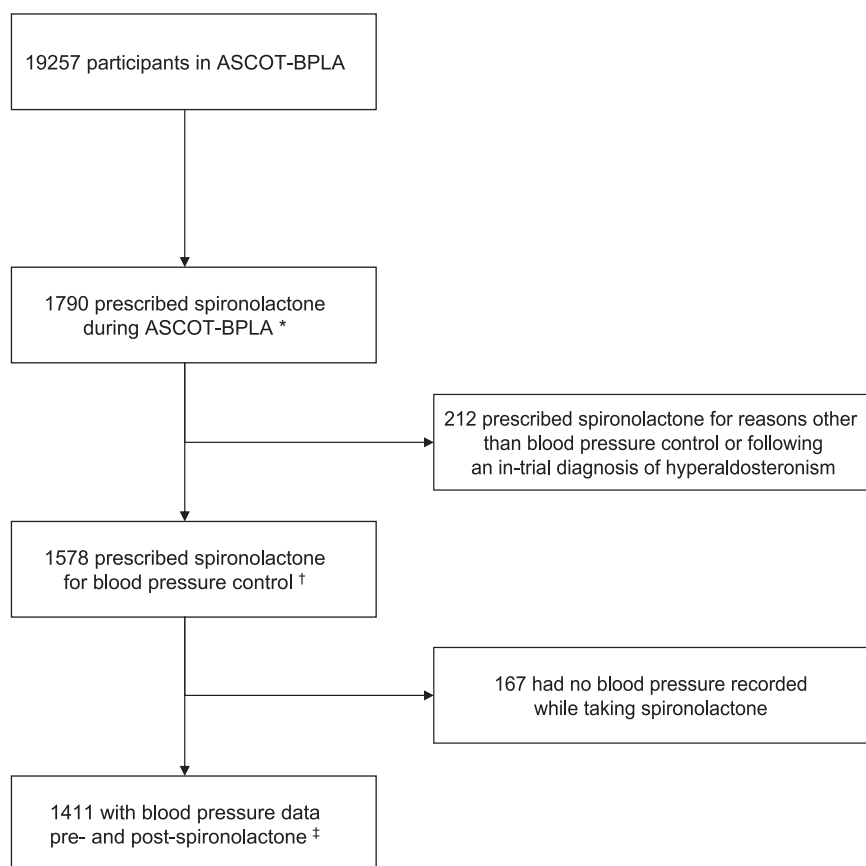 19257 participants in ASCOT-BPLA
1790 prescribed spironolactone
during ASCOT-BPLA *
212 prescribed spironolactone for reasons other
than blood pressure control or following
an in-trial diagnosis of hyperaldosteronism
1578 prescribed spironolactone
for blood pressure control †
167 had no blood pressure recorded
while taking spironolactone
1411 with blood pressure data
pre- and post-spironolactone ‡